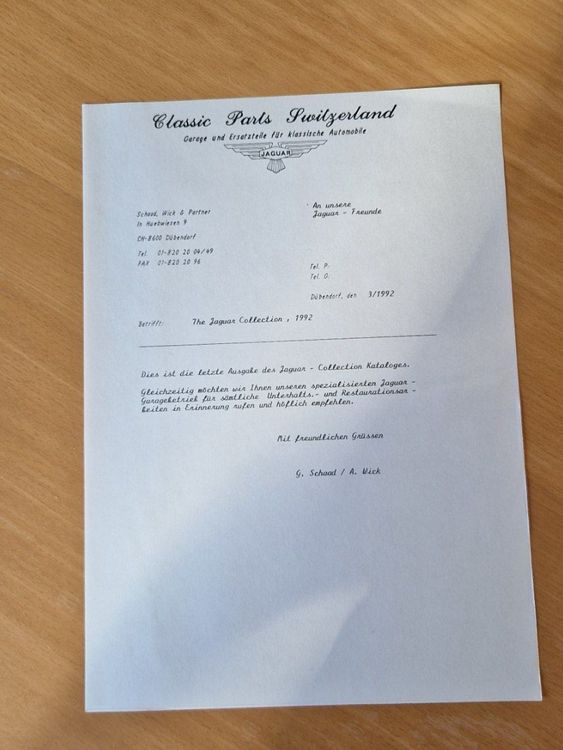 Classic Parts Switzerland
Garage und Ersatzteile für klassische Automobile
JAGUAR
Schaad, Wick & Partner
In Huebwiesen 9
CH-8600 Dübendorf
Tel. 01-820 20 04/49
FAX 01-820 20 96
An unsere
Jaguar - Freunde
Tel. P:
Tel. G:
Dübendorf, den 3/1992
Betrifft: The Jaguar Collection , 1992
Dies ist die letzte Ausgabe des Jaguar - Collection Kataloges.
Gleichzeitig möchten wir Ihnen unseren spezialisierten Jaguar -
Garagebetrieb für sämtliche Unterhalts.- und Restaurationsar -
beiten in Erinnerung rufen und höflich empfehlen.
Mit freundlichen Grüssen
G. Schaad / A. Wick